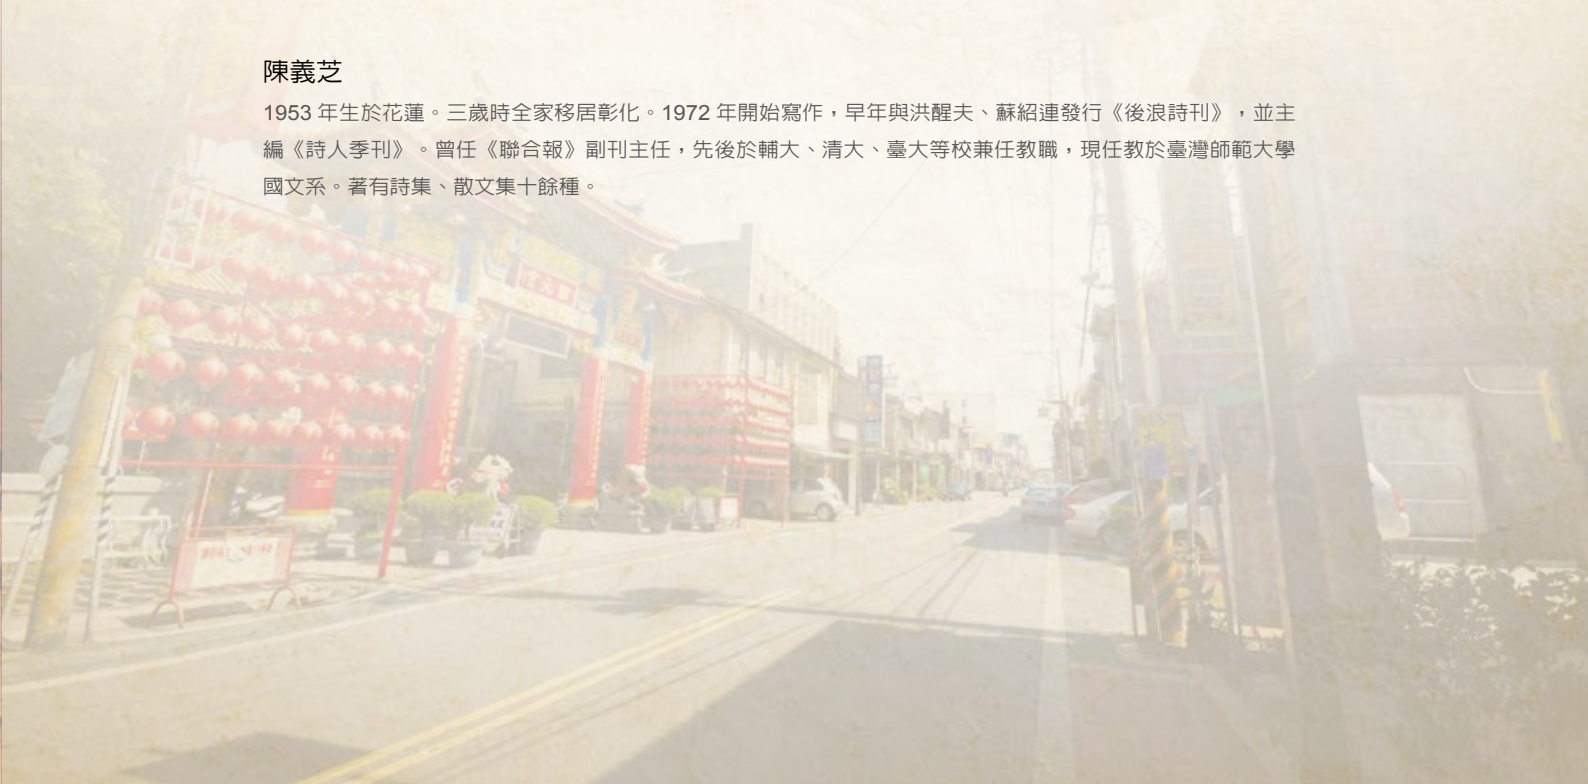 陳義芝
1953 年生於花蓮。三歲時全家移居彰化。1972 年開始寫作，早年與洪醒夫、蘇紹連發行《後浪詩刊》，並主
編《詩人季刊》。曾任《聯合報》副刊主任，先後於輔大、清大、臺大等校兼任教職，現任教於臺灣師範大學
國文系。著有詩集、散文集十餘種。